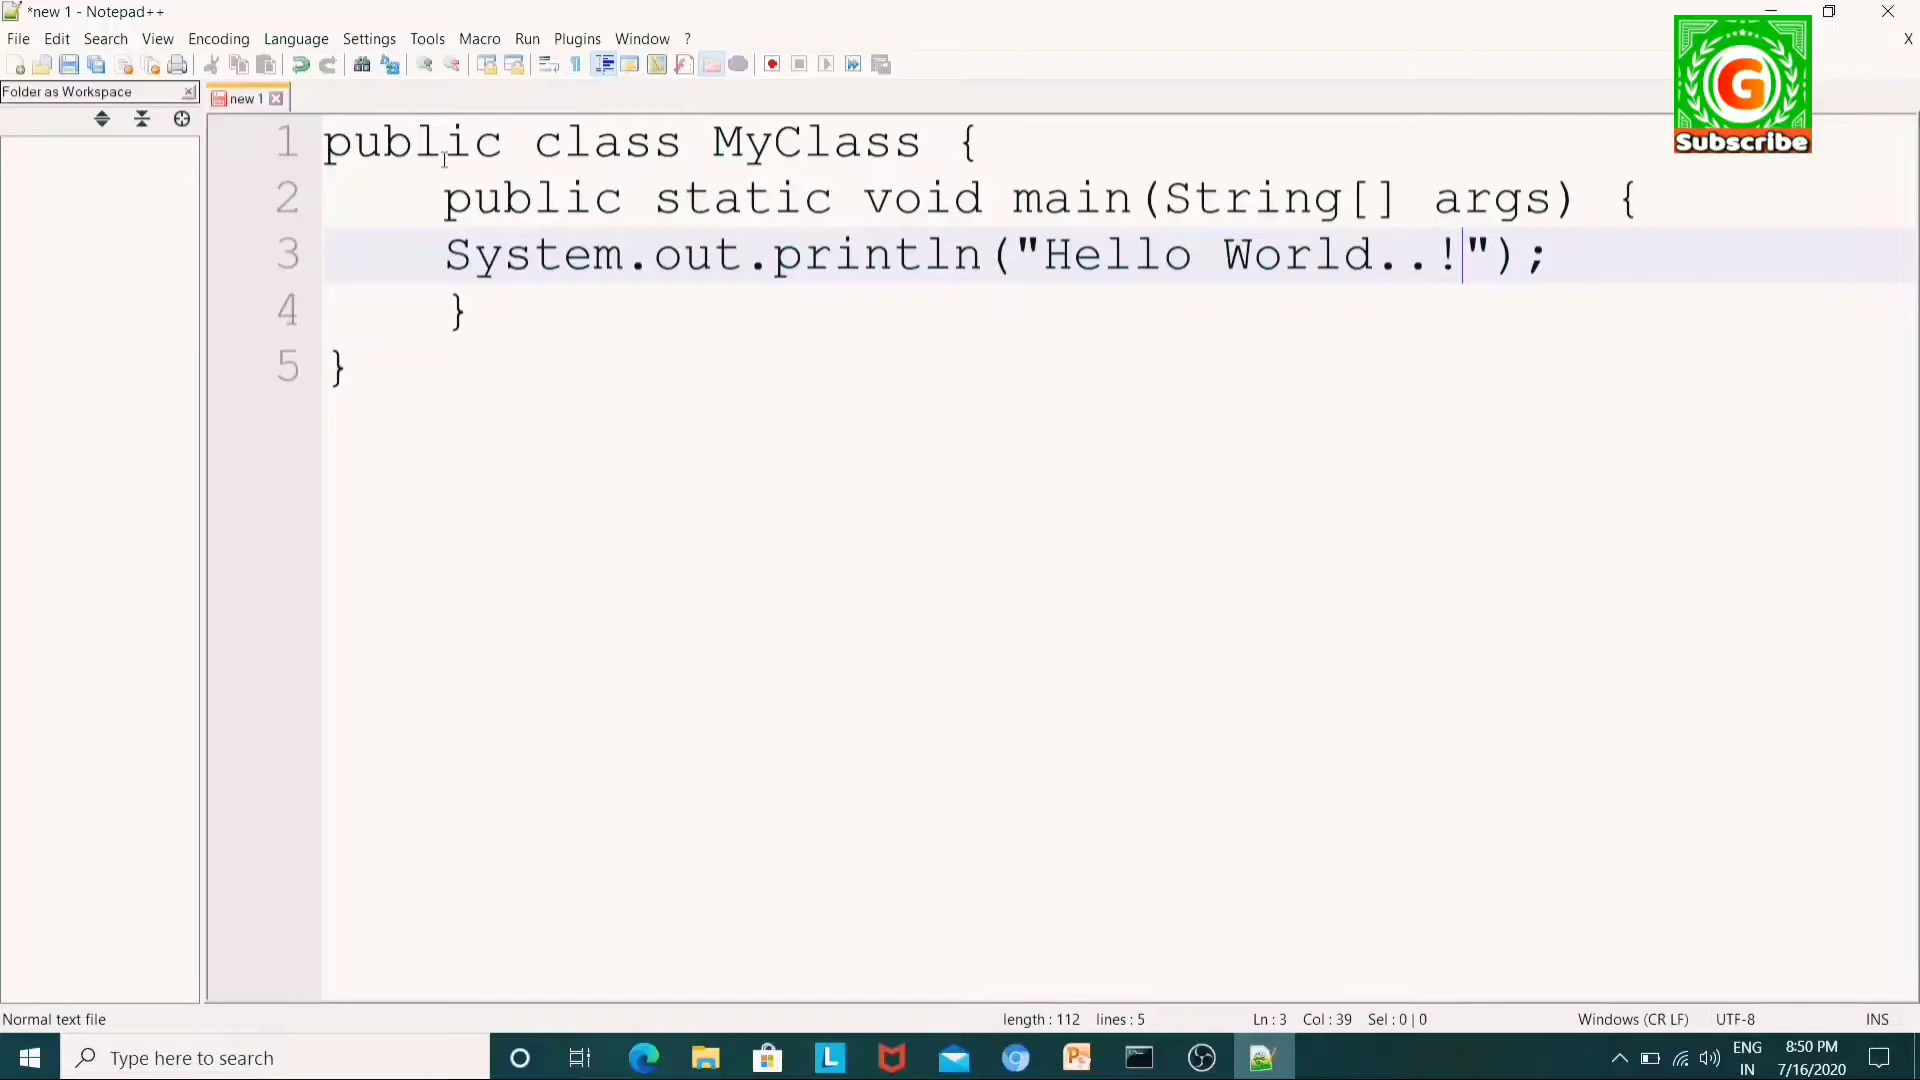 *new 1 - Notepad++
File Edit Search View Encoding Language Settings Tools Macro Run Plugins Window ? X
Folder as Workspace
new 1
G
Subscribe
1 public class MyClass {
2 public static void main(String[] args) {
3 System.out.println("Hello World..!");
4 }
5 }
Normal text file length : 112 lines : 5 Ln : 3 Col : 39 Sel : 0 | 0 Windows (CR LF) UTF-8 INS
Type here to search
L
ENG
IN
8:50 PM
7/16/2020